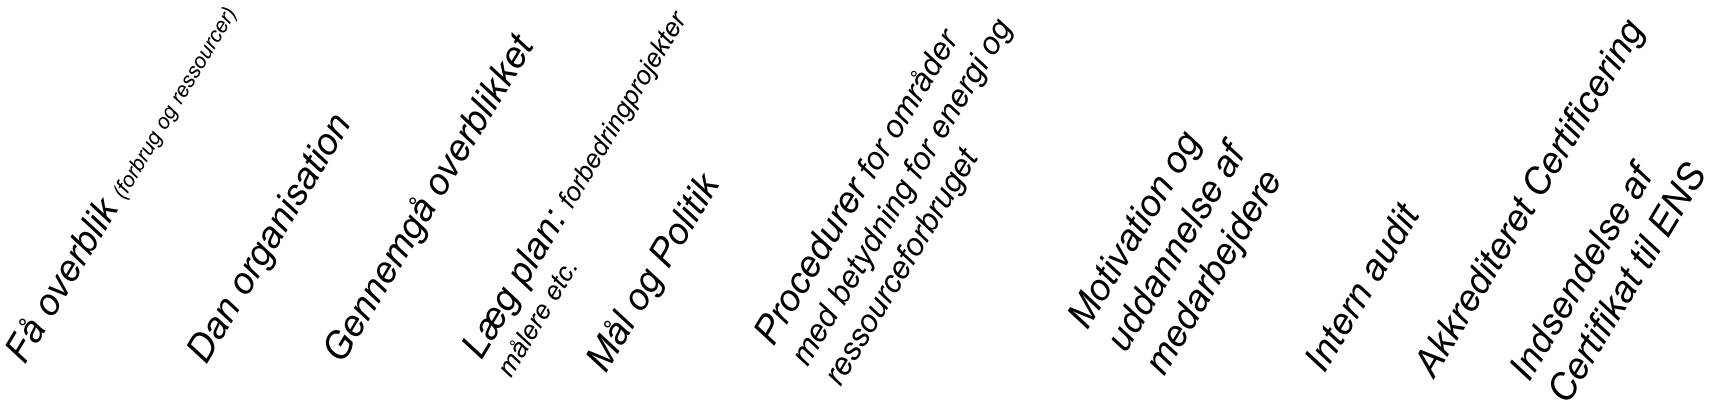 Få overblik (forbrug og ressourcer)
Dan organisation
Gennemgå overblikket
Læg plan: forbedringprojekter
målere etc.
Mål og Politik
Procedurer for områder
med betydning for energi og
ressourceforbruget
Motivation og
uddannelse af
medarbejdere
Intern audit
Akkrediteret Certificering
Indsendelse af
Certifikat til ENS